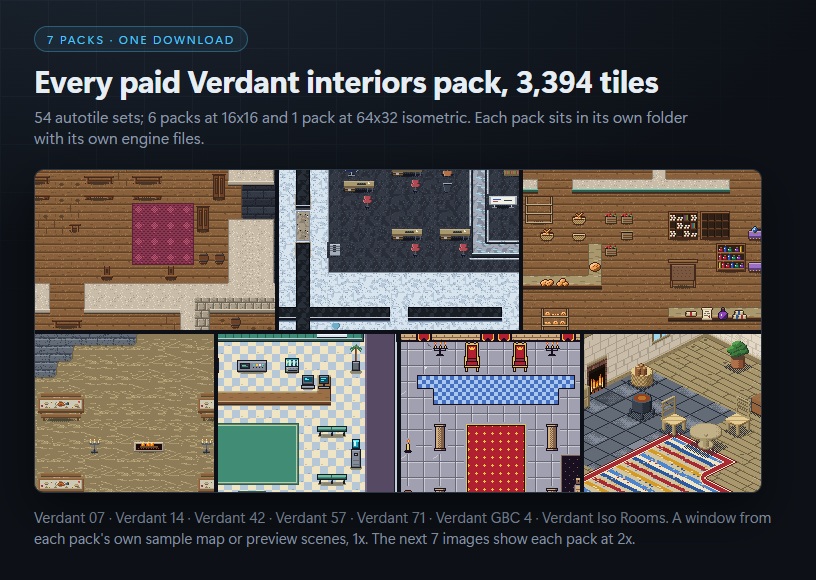 7 PACKS · ONE DOWNLOAD
Every paid Verdant interiors pack, 3,394 tiles
54 autotile sets; 6 packs at 16x16 and 1 pack at 64x32 isometric. Each pack sits in its own folder
with its own engine files.
Verdant 07 · Verdant 14 · Verdant 42 · Verdant 57 · Verdant 71 · Verdant GBC 4 · Verdant Iso Rooms. A window from
each pack's own sample map or preview scenes, 1x. The next 7 images show each pack at 2x.